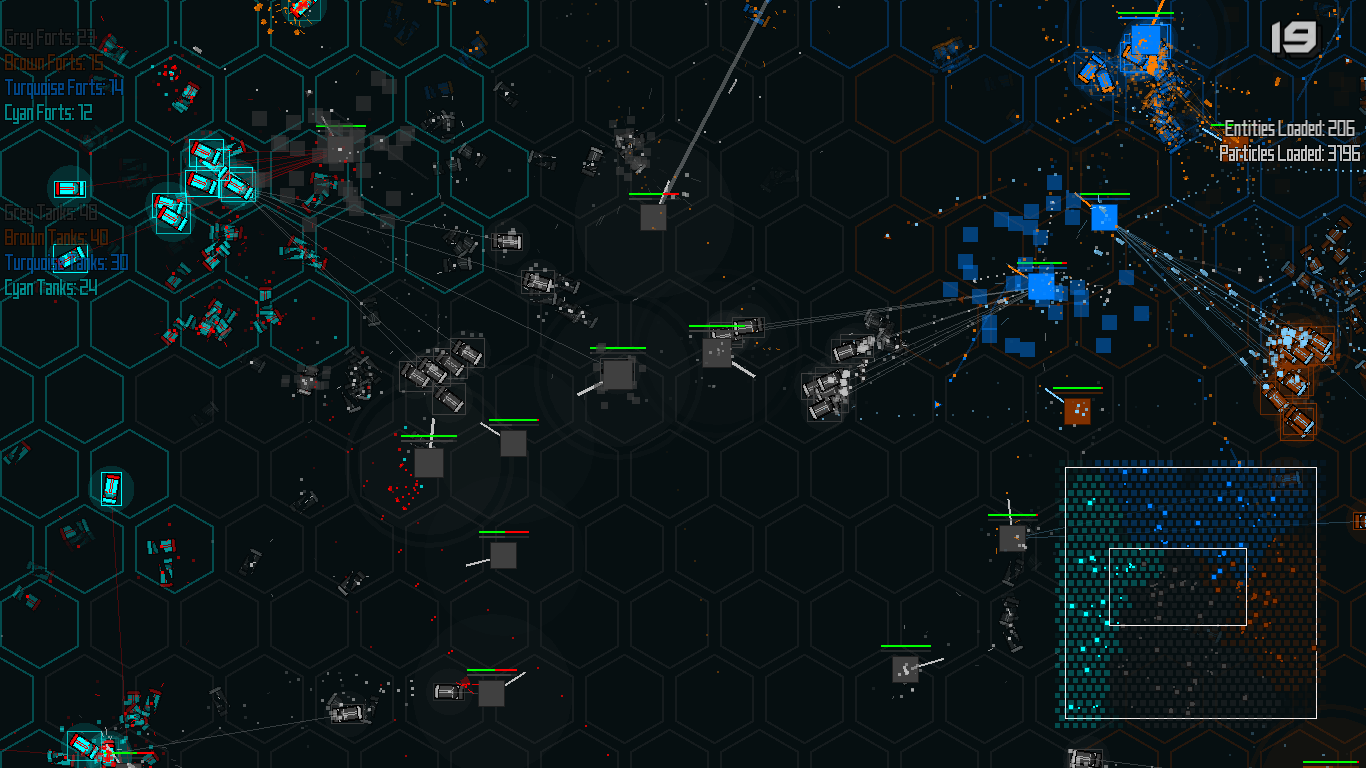 Grey Forts: 23
Brown Forts: 15
Turquoise Forts: 14
Cyan Forts: 12
19
Entities Loaded: 206
Particles Loaded: 3196
Grey Tanks: 48
Brown Tanks: 40
Turquoise Tanks: 30
Cyan Tanks: 24